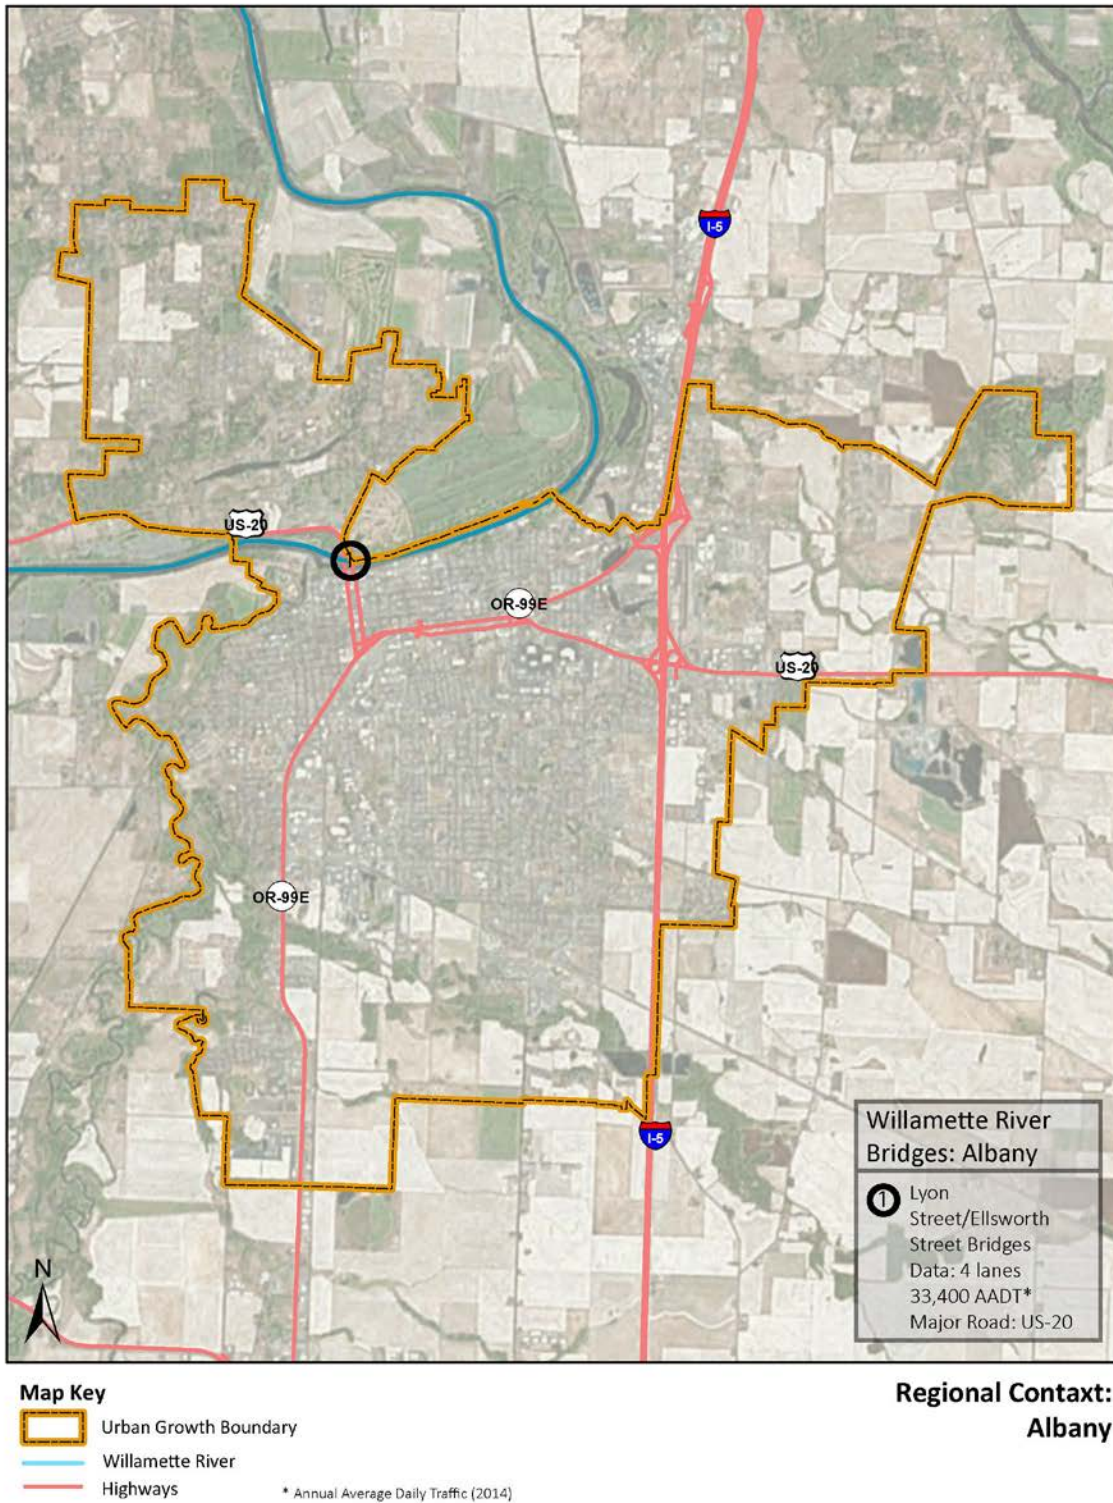 I-5
US-20
1
OR-99E
US-20
OR-99E
I-5
Willamette River
Bridges: Albany
1 Lyon
Street/Ellsworth
Street Bridges
Data: 4 lanes
33,400 AADT*
Major Road: US-20
N
Map Key
Urban Growth Boundary
Willamette River
Highways
* Annual Average Daily Traffic (2014)
Regional Contaxt:
Albany